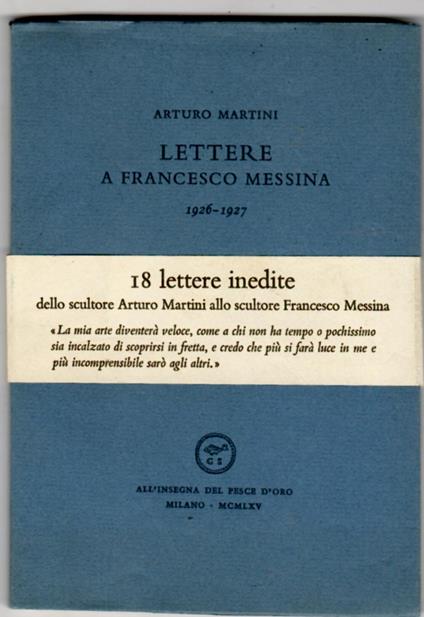 ARTURO MARTINI
LETTERE
A FRANCESCO MESSINA
1926-1927
18 lettere inedite
dello scultore Arturo Martini allo scultore Francesco Messina
«La mia arte diventerà veloce, come a chi non ha tempo o pochissimo
sia incalzato di scoprirsi in fretta, e credo che più si farà luce in me e
più incomprensibile sarò agli altri.»
G S
ALL'INSEGNA DEL PESCE D'ORO
MILANO - MCMLXV